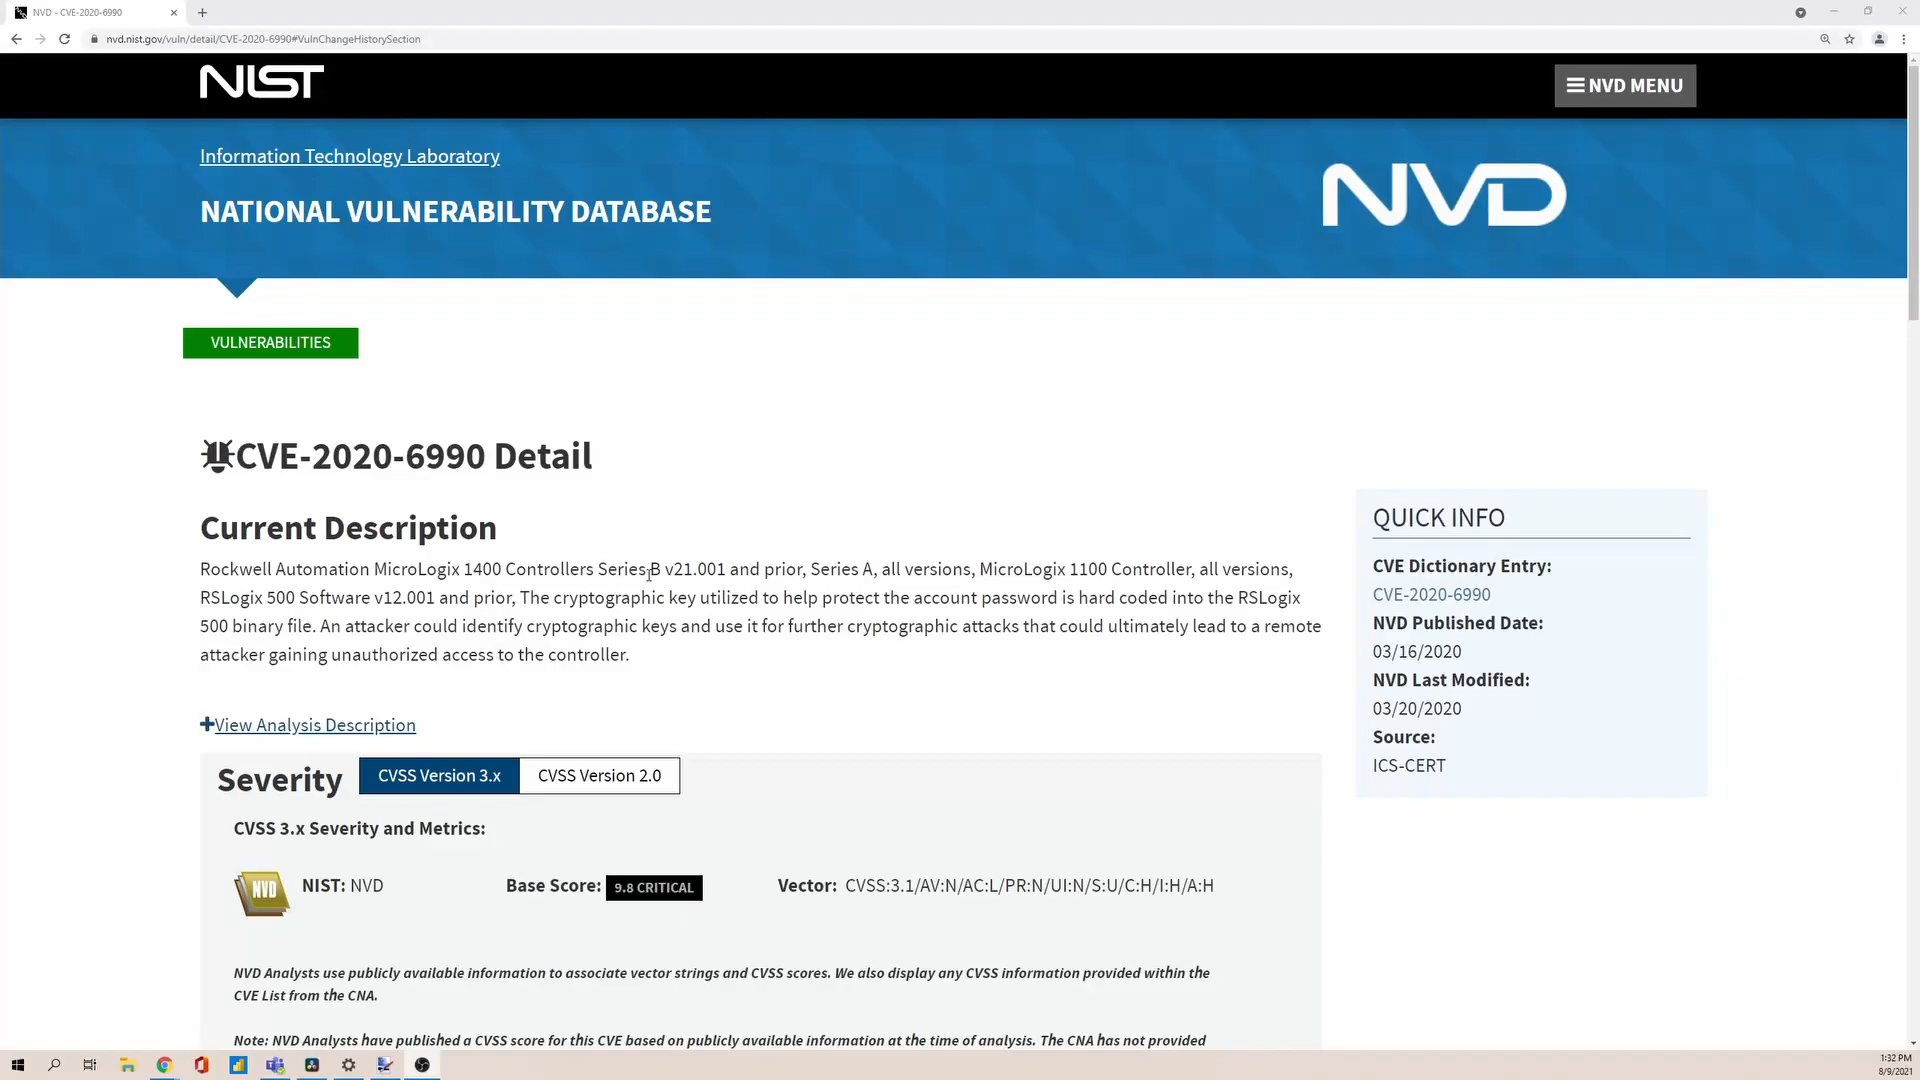 NVD - CVE-2020-6990
nvd.nist.gov/vuln/detail/CVE-2020-6990#VulnChangeHistorySection
NIST
NVD MENU
Information Technology Laboratory
NATIONAL VULNERABILITY DATABASE
NVD
VULNERABILITIES
CVE-2020-6990 Detail
Current Description
Rockwell Automation MicroLogix 1400 Controllers Series B v21.001 and prior, Series A, all versions, MicroLogix 1100 Controller, all versions,
RSLogix 500 Software v12.001 and prior, The cryptographic key utilized to help protect the account password is hard coded into the RSLogix
500 binary file. An attacker could identify cryptographic keys and use it for further cryptographic attacks that could ultimately lead to a remote
attacker gaining unauthorized access to the controller.
View Analysis Description
QUICK INFO
CVE Dictionary Entry:
CVE-2020-6990
NVD Published Date:
03/16/2020
NVD Last Modified:
03/20/2020
Source:
ICS-CERT
Severity CVSS Version 3.x CVSS Version 2.0
CVSS 3.x Severity and Metrics:
NVD NIST: NVD Base Score: 9.8 CRITICAL Vector: CVSS:3.1/AV:N/AC:L/PR:N/UI:N/S:U/C:H/I:H/A:H
NVD Analysts use publicly available information to associate vector strings and CVSS scores. We also display any CVSS information provided within the
CVE List from the CNA.
Note: NVD Analysts have published a CVSS score for this CVE based on publicly available information at the time of analysis. The CNA has not provided
1:32 PM
8/9/2021